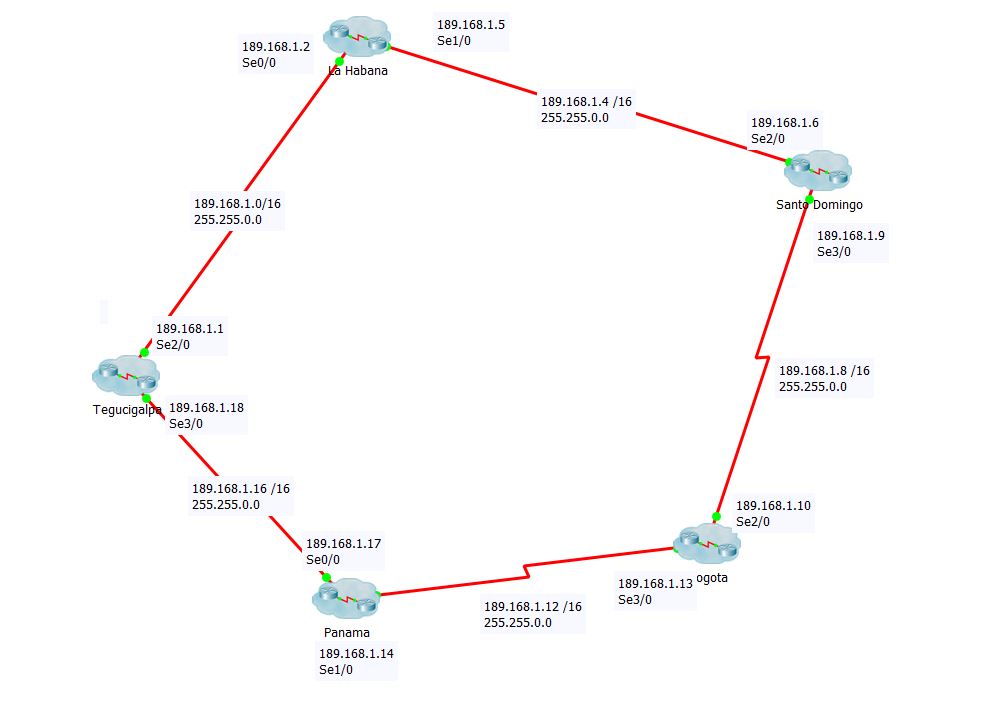 189.168.1.5
Se1/0
189.168.1.2
Se0/0
La Habana
189.168.1.4 /16
255.255.0.0
189.168.1.6
Se2/0
Santo Domingo
189.168.1.0/16
255.255.0.0
189.168.1.9
Se3/0
189.168.1.1
Se2/0
189.168.1.8 /16
255.255.0.0
Tegucigalpa
189.168.1.18
Se3/0
189.168.1.16 /16
255.255.0.0
189.168.1.10
Se2/0
189.168.1.17
Se0/0
ogota
189.168.1.13
Se3/0
189.168.1.12 /16
255.255.0.0
Panama
189.168.1.14
Se1/0